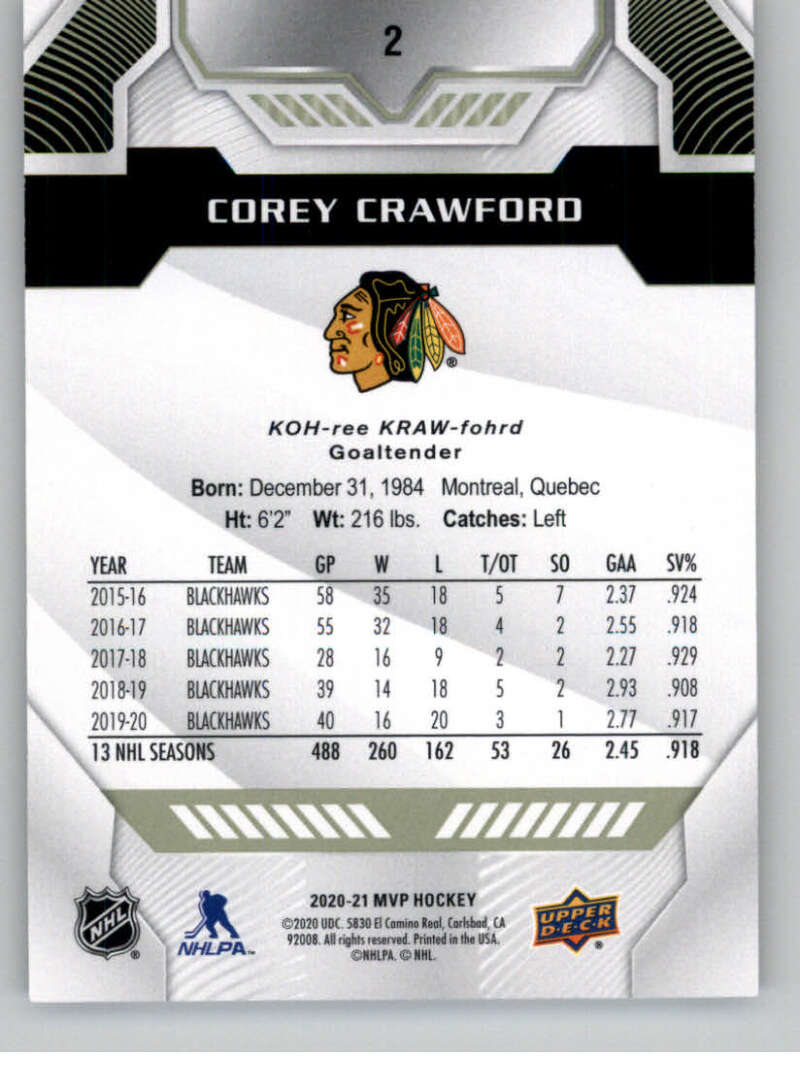 2
COREY CRAWFORD
®
KOH-ree KRAW-fohrd
Goaltender
Born: December 31, 1984 Montreal, Quebec
Ht: 6'2" Wt: 216 lbs. Catches: Left
YEAR TEAM GP W L T/OT SO GAA SV%
2015-16 BLACKHAWKS 58 35 18 5 7 2.37 .924
2016-17 BLACKHAWKS 55 32 18 4 2 2.55 .918
2017-18 BLACKHAWKS 28 16 9 2 2 2.27 .929
2018-19 BLACKHAWKS 39 14 18 5 2 2.93 .908
2019-20 BLACKHAWKS 40 16 20 3 1 2.77 .917
13 NHL SEASONS 488 260 162 53 26 2.45 .918
NHL ®
NHLPA™
2020-21 MVP HOCKEY
©2020 UDC. 5830 El Camino Real, Carlsbad, CA
92008. All rights reserved. Printed in the USA.
©NHLPA. © NHL.
UPPER
D·E·C·K ®